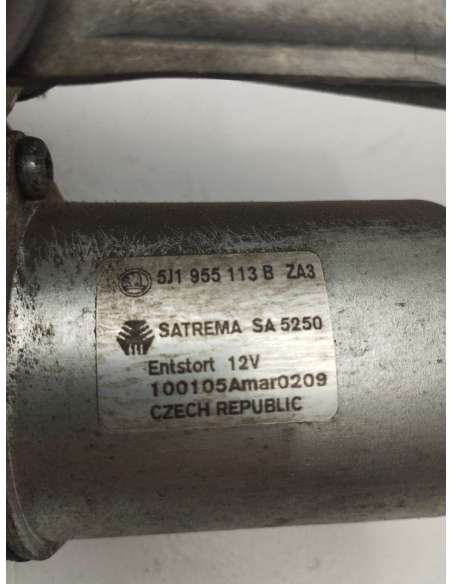 5J1 955 113 B ZA3
SATREMA SA 5250
Entstort 12V
100105Amar0209
CZECH REPUBLIC